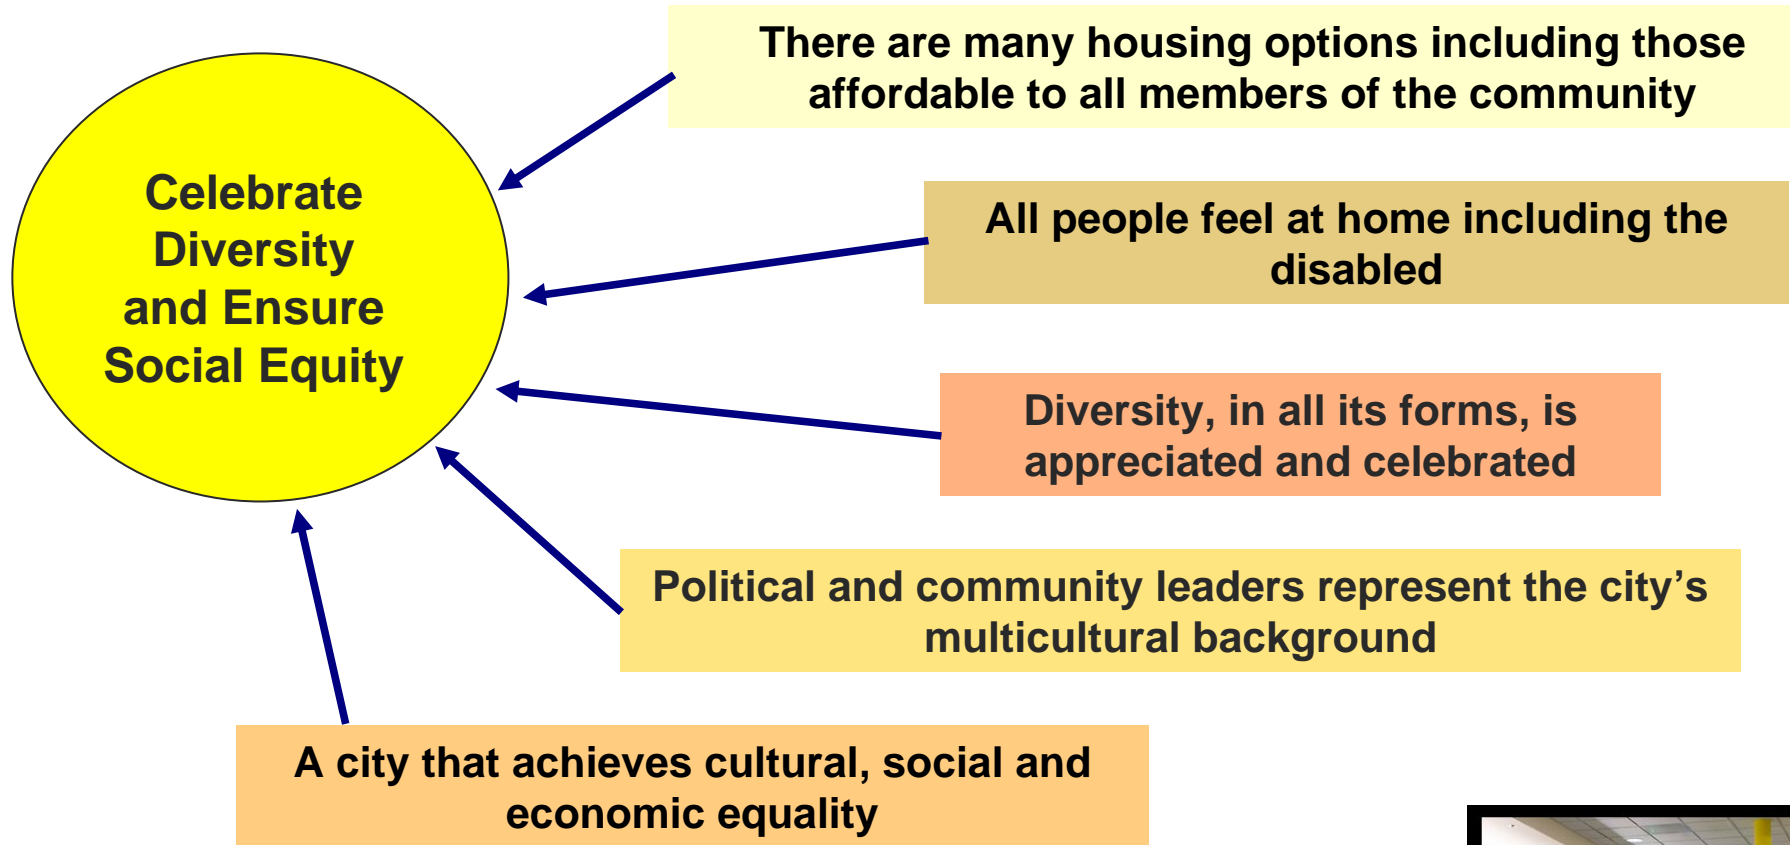 There are many housing options including those
affordable to all members of the community
Celebrate
Diversity
and Ensure
Social Equity
All people feel at home including the
disabled
Diversity, in all its forms, is
appreciated and celebrated
Political and community leaders represent the city’s
multicultural background
A city that achieves cultural, social and
economic equality